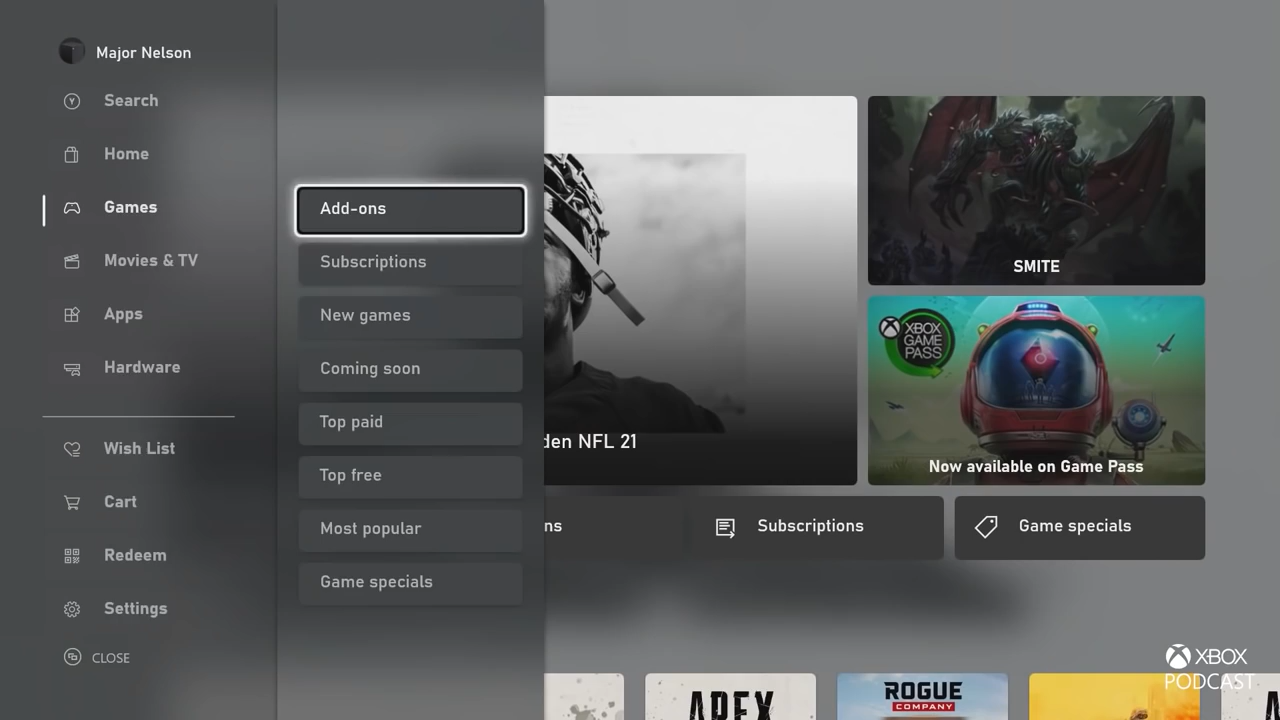 Major Nelson
Search
Home
Games
Movies & TV
Apps
Hardware
Wish List
Cart
Redeem
Settings
CLOSE
Add-ons
Subscriptions
New games
Coming soon
Top paid
Top free
Most popular
Game specials
den NFL 21
SMITE
XBOX
GAME
PASS
Now available on Game Pass
ns
Subscriptions
Game specials
APEX
ROGUE
COMPANY
XBOX
PODCAST